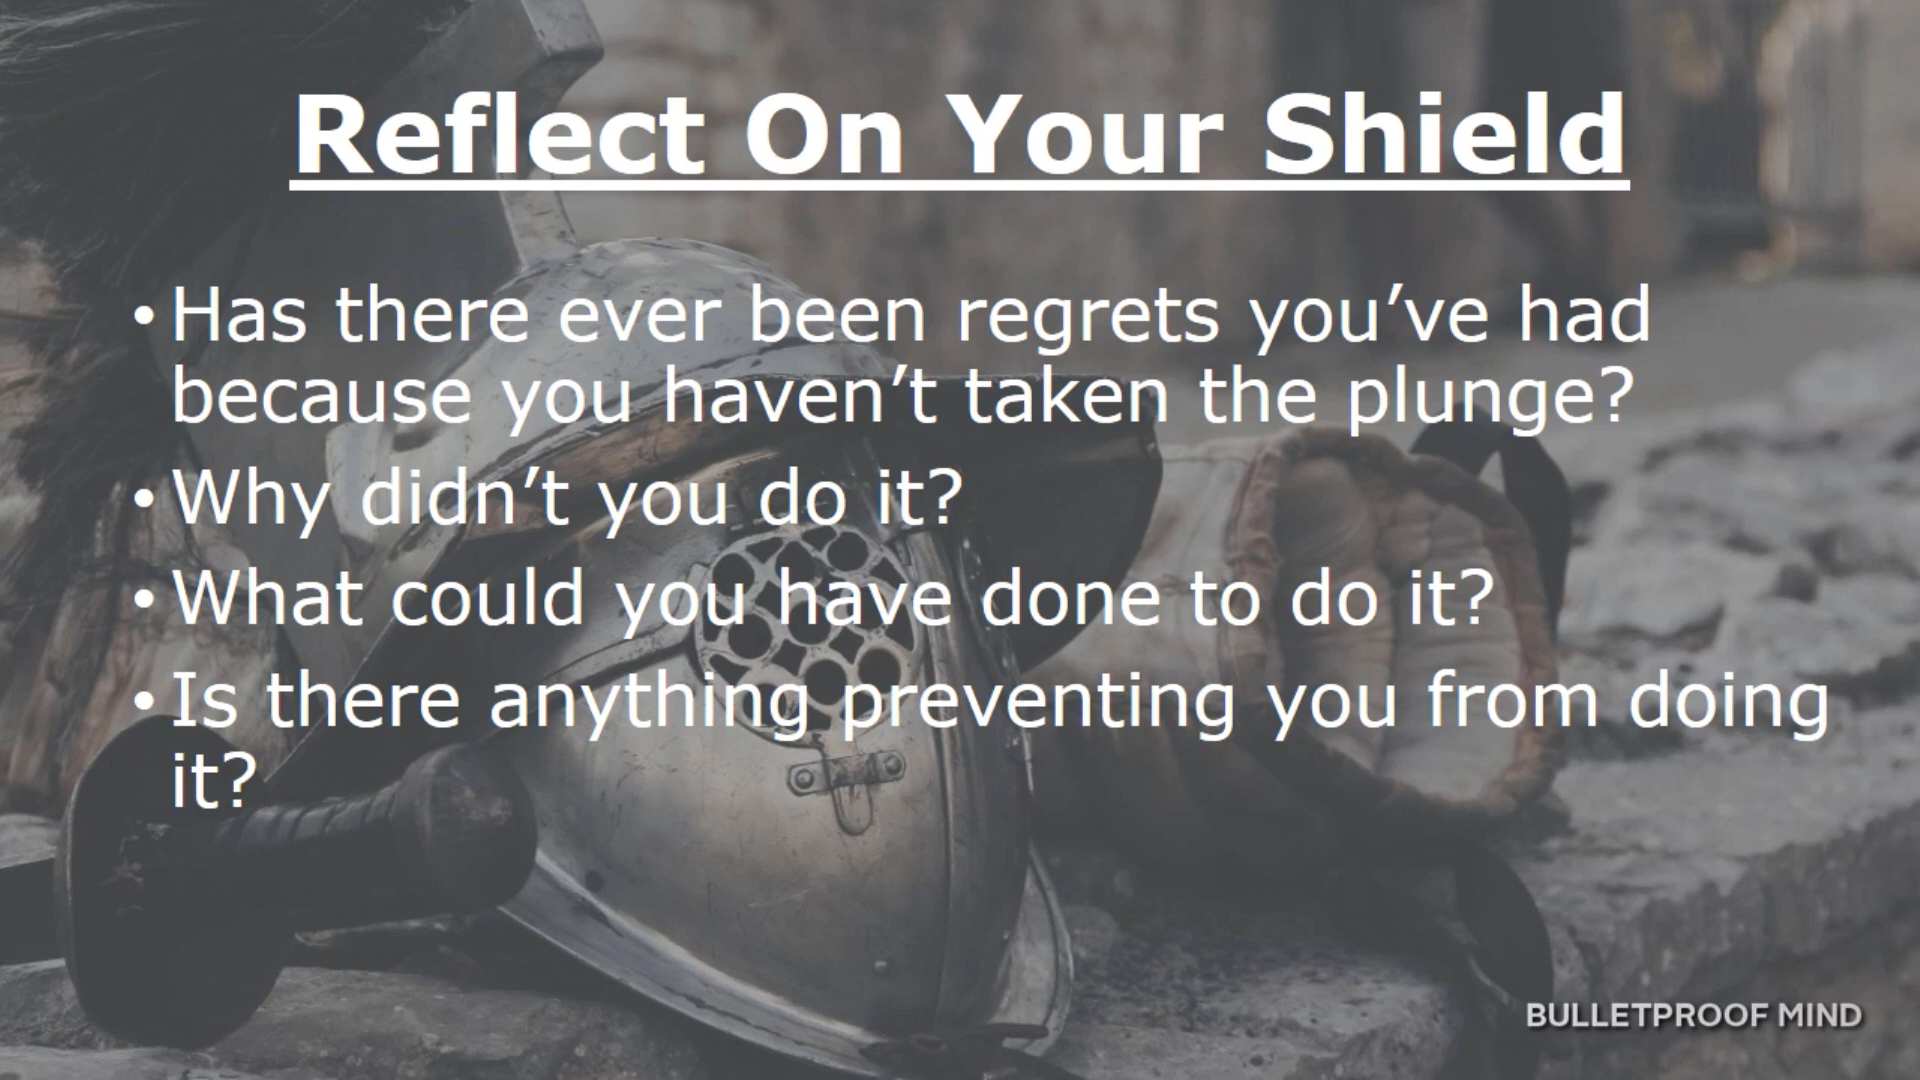 Reflect On Your Shield
• Has there ever been regrets you’ve had
because you haven’t taken the plunge?
• Why didn’t you do it?
• What could you have done to do it?
• Is there anything preventing you from doing
it?
BULLETPROOF MIND